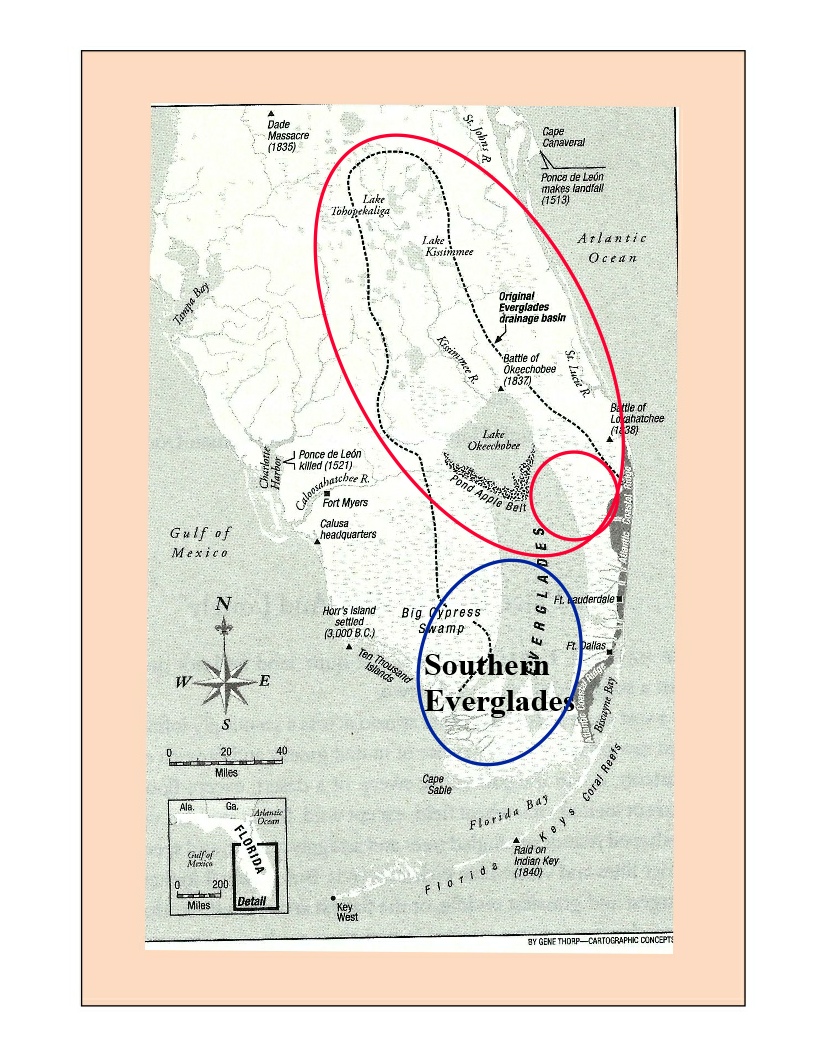 Dade
Massacre
(1835)
St. Johns R.
Cape
Canaveral
Ponce de León
makes landfall
(1513)
Atlantic
Ocean
Lake
Tohopekaliga
Lake
Kissimmee
Tampa Bay
Original
Everglades
drainage basin
Kissimmee R.
Battle of
Okeechobee
(1837)
St. Lucie R.
Battle of
Loxahatchee
(1838)
Lake
Okeechobee
Charlotte
Harbor
Ponce de León
killed (1521)
Caloosahatchee R.
Pond Apple Belt
Fort Myers
Atlantic Coastal Ridge
Calusa
headquarters
Gulf of
Mexico
EVERGLADES
N
W
E
S
Horr's Island
settled
(3,000 B.C.)
Big Cypress
Swamp
Ft. Lauderdale
Ft. Dallas
Ten Thousand
Islands
Southern
Everglades
Atlantic Coastal Ridge
Biscayne Bay
0 20 40
Miles
Cape
Sable
Florida Bay
Florida Keys Coral Reefs
Raid on
Indian Key
(1840)
Ala. Ga.
Atlantic
Ocean
FLORIDA
Gulf of
Mexico
0 200
Miles
Detail
Key
West
BY GENE THORP—CARTOGRAPHIC CONCEPTS